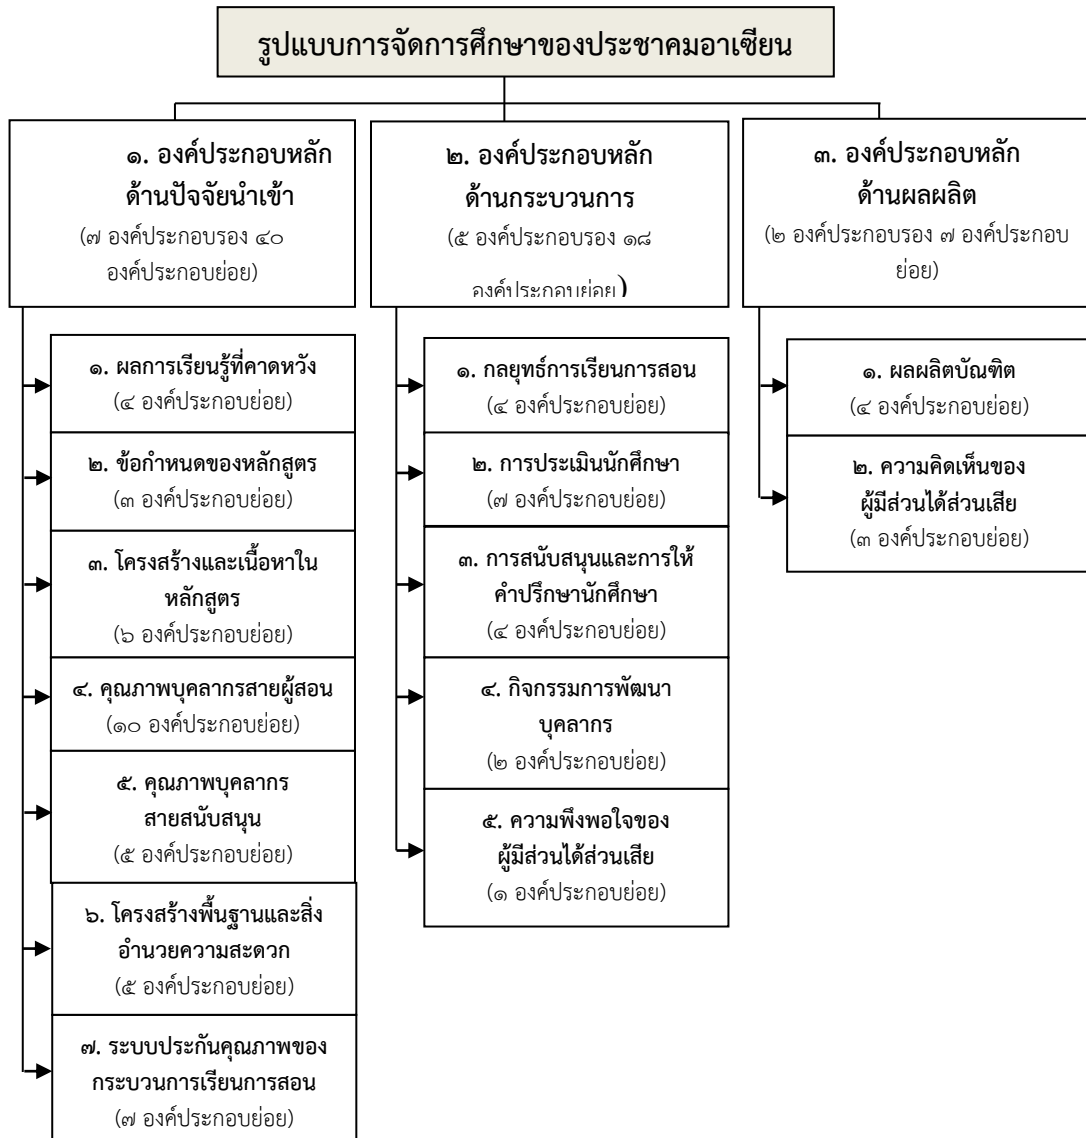 รูปแบบการจัดการศึกษาของประชาคมอาเซียน
๑. องค์ประกอบหลัก
ด้านปัจจัยนำเข้า
(๗ องค์ประกอบรอง ๔๐
องค์ประกอบย่อย)
๑. ผลการเรียนรู้ที่คาดหวัง
(๔ องค์ประกอบย่อย)
๒. ข้อกำหนดของหลักสูตร
(๓ องค์ประกอบย่อย)
๓. โครงสร้างและเนื้อหาใน
หลักสูตร
(๖ องค์ประกอบย่อย)
๔. คุณภาพบุคลากรสายผู้สอน
(๑๐ องค์ประกอบย่อย)
๕. คุณภาพบุคลากร
สายสนับสนุน
(๕ องค์ประกอบย่อย)
๖. โครงสร้างพื้นฐานและสิ่ง
อำนวยความสะดวก
(๕ องค์ประกอบย่อย)
๗. ระบบประกันคุณภาพของ
กระบวนการเรียนการสอน
(๗ องค์ประกอบย่อย)
๒. องค์ประกอบหลัก
ด้านกระบวนการ
(๕ องค์ประกอบรอง ๑๘
องค์ประกอบย่อย)
๑. กลยุทธ์การเรียนการสอน
(๔ องค์ประกอบย่อย)
๒. การประเมินนักศึกษา
(๗ องค์ประกอบย่อย)
๓. การสนับสนุนและการให้
คำปรึกษานักศึกษา
(๔ องค์ประกอบย่อย)
๔. กิจกรรมการพัฒนา
บุคลากร
(๒ องค์ประกอบย่อย)
๕. ความพึงพอใจของ
ผู้มีส่วนได้ส่วนเสีย
(๑ องค์ประกอบย่อย)
๓. องค์ประกอบหลัก
ด้านผลผลิต
(๒ องค์ประกอบรอง ๗ องค์ประกอบ
ย่อย)
๑. ผลผลิตบัณฑิต
(๔ องค์ประกอบย่อย)
๒. ความคิดเห็นของ
ผู้มีส่วนได้ส่วนเสีย
(๓ องค์ประกอบย่อย)